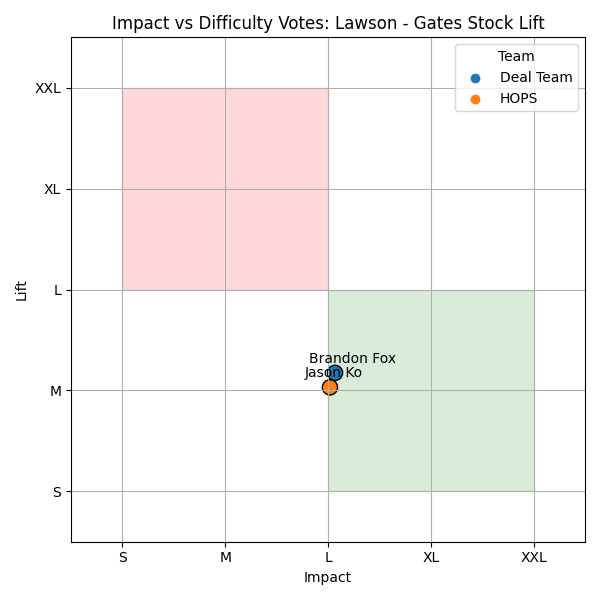 Impact vs Difficulty Votes: Lawson - Gates Stock Lift
Team
Deal Team
HOPS
XXL
XL
L
M
S
Lift
Brandon Fox
Jason Ko
S
M
L
XL
XXL
Impact